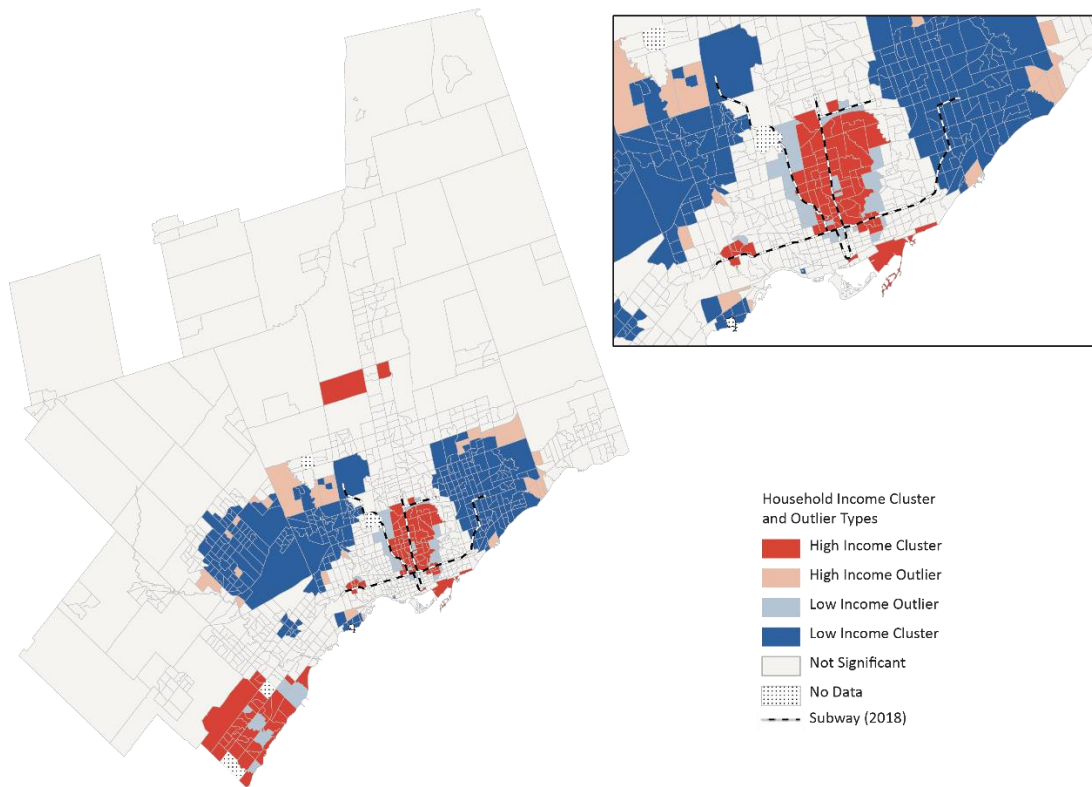 Household Income Cluster
and Outlier Types
High Income Cluster
High Income Outlier
Low Income Outlier
Low Income Cluster
Not Significant
No Data
Subway (2018)